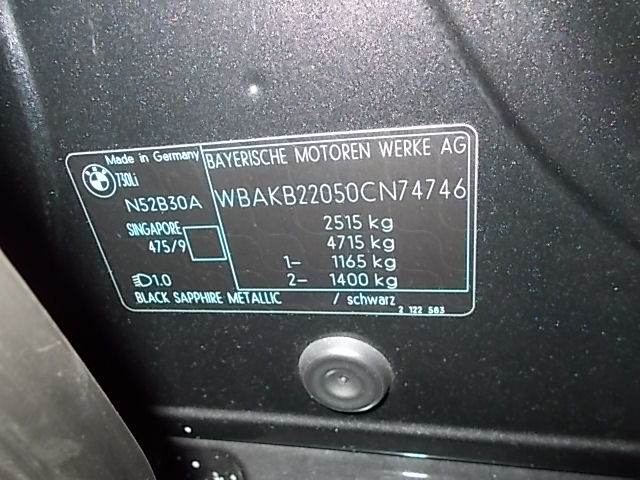 Made in Germany
BAYERISCHE MOTOREN WERKE AG
BMW
730Li
N52B30A
WBAKB22050CN74746
SINGAPORE
475/9
2515 kg
4715 kg
1– 1165 kg
2– 1400 kg
1.0
BLACK SAPPHIRE METALLIC / schwarz
2 122 583